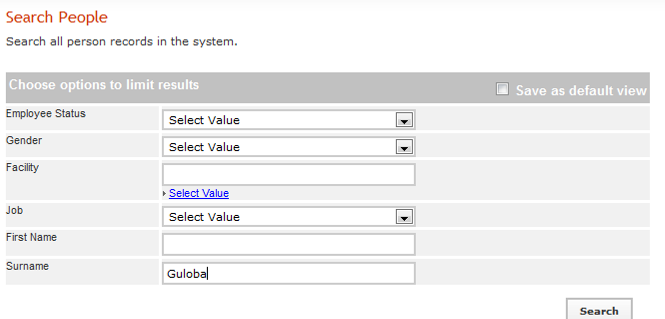 Search People
Search all person records in the system.
Choose options to limit results Save as default view
Employee Status Select Value
Gender Select Value
Facility
Select Value
Job Select Value
First Name
Surname Guloba
Search